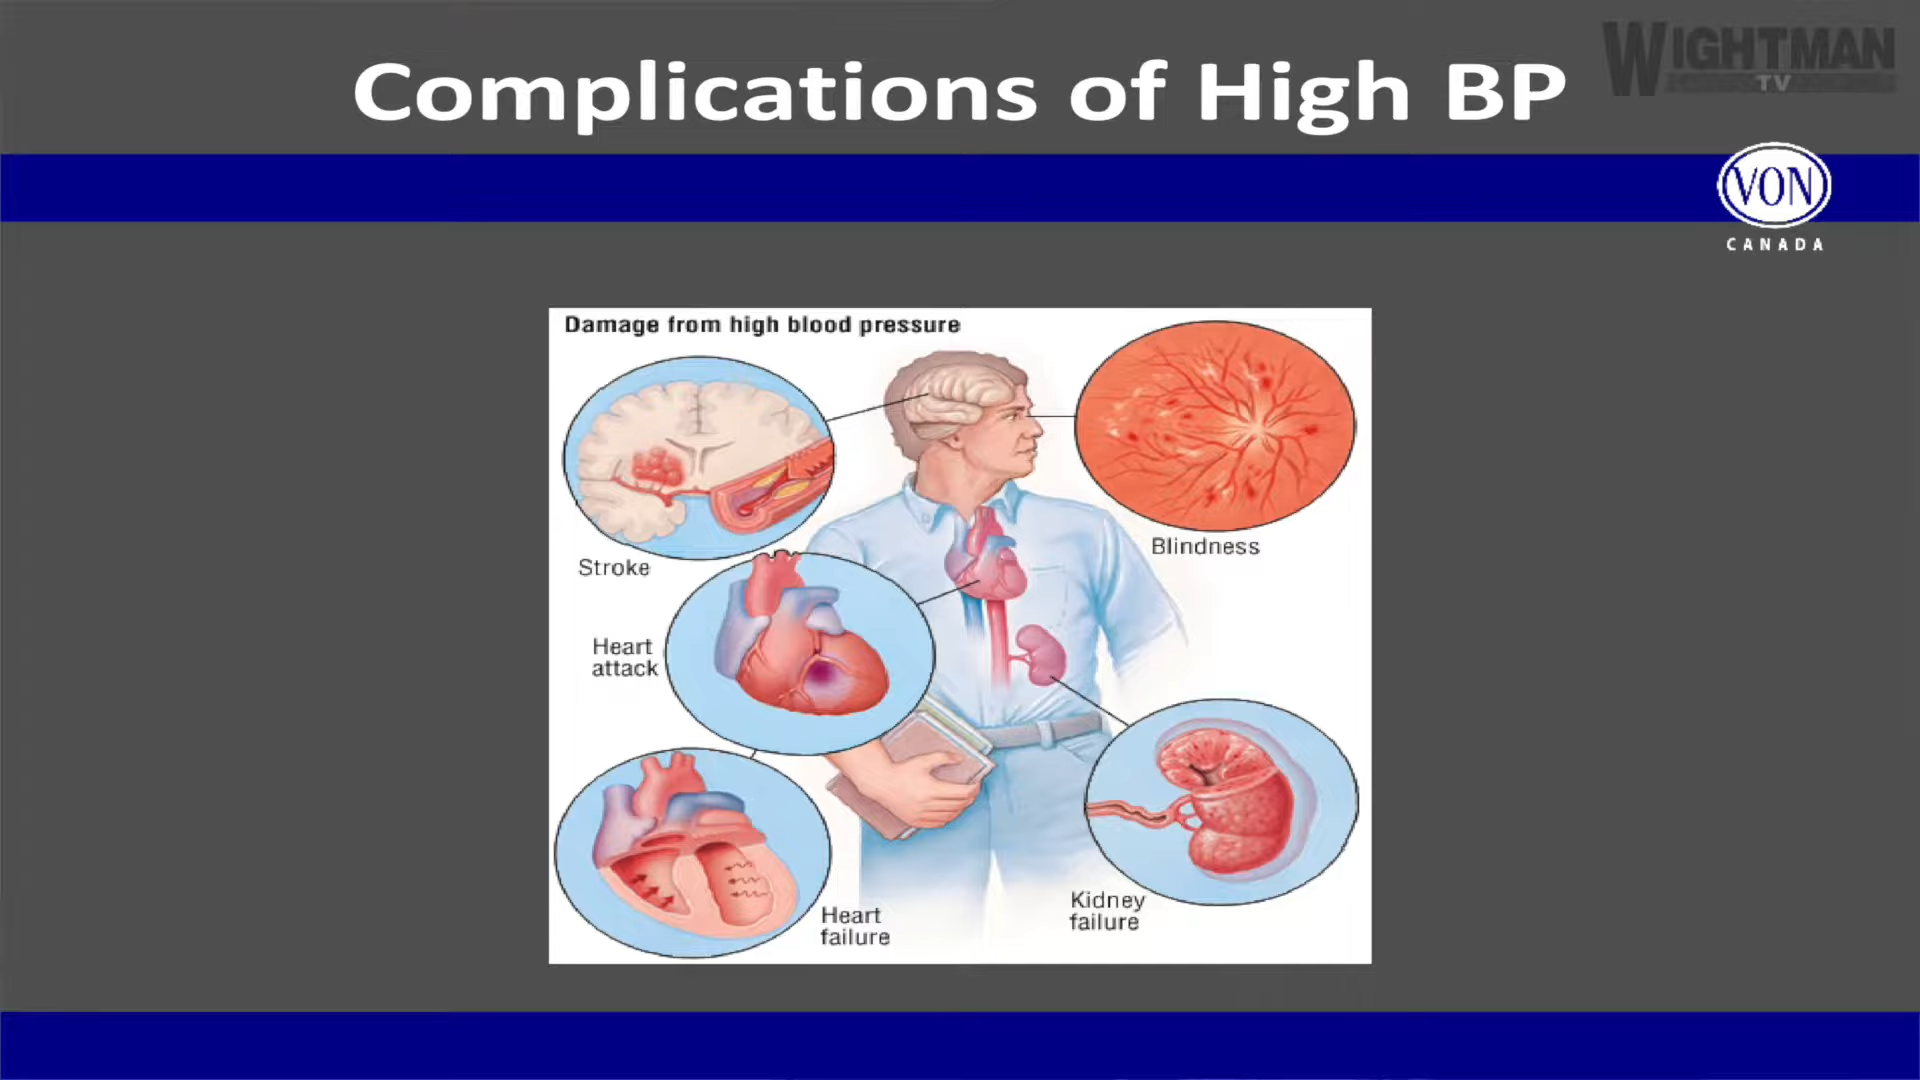 Complications of High BP
WIGHTMAN
TV
VON
CANADA
Damage from high blood pressure
Stroke
Blindness
Heart
attack
Heart
failure
Kidney
failure